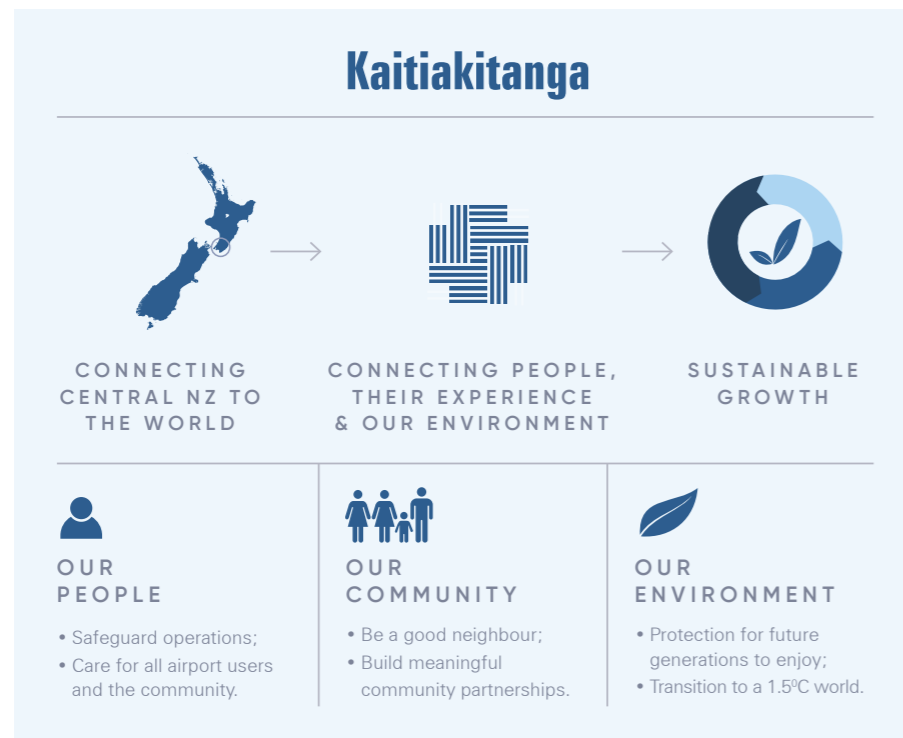 Kaitiakitanga
CONNECTING
CENTRAL NZ TO
THE WORLD
CONNECTING PEOPLE,
THEIR EXPERIENCE
& OUR ENVIRONMENT
SUSTAINABLE
GROWTH
OUR
PEOPLE
• Safeguard operations;
• Care for all airport users
and the community.
OUR
COMMUNITY
• Be a good neighbour;
• Build meaningful
community partnerships.
OUR
ENVIRONMENT
• Protection for future
generations to enjoy;
• Transition to a 1.5⁰C world.